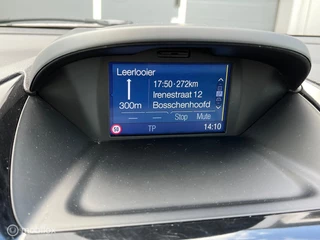 Leerlooier
17:50-272km
Irenestraat 12
Bosschenhoofd
300m
Stop Mute
TP
14:10